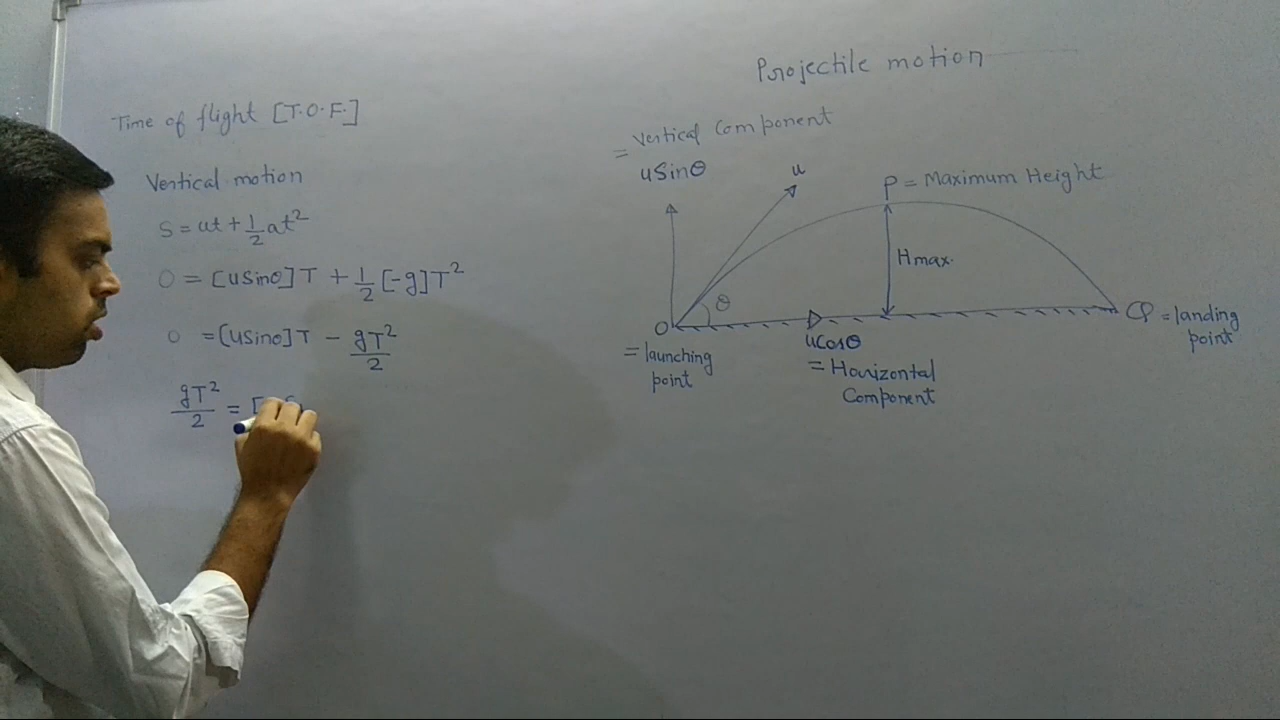 Time of flight [T.O.F.]
Vertical motion
S = ut + 1/2 at²
0 = [uSinθ]T + 1/2 [-g]T²
0 = [uSinθ]T - gT²/2
gT²/2 = [
Projectile motion
= Vertical Component
uSinθ
u
P = Maximum Height
Hmax.
θ
O
= launching
point
uCosθ
= Horizontal
Component
Q = landing
point